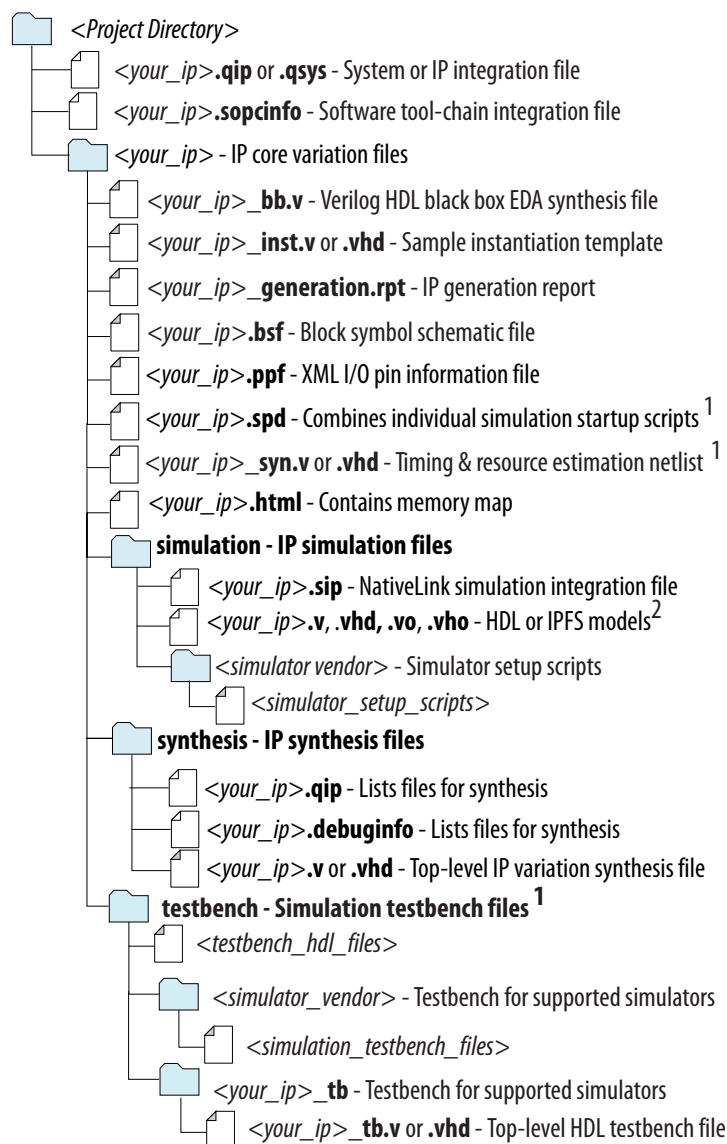 <Project Directory>
<your_ip>.qip or .qsys - System or IP integration file
<your_ip>.sopcinfo - Software tool-chain integration file
<your_ip> - IP core variation files
<your_ip>_bb.v - Verilog HDL black box EDA synthesis file
<your_ip>_inst.v or .vhd - Sample instantiation template
<your_ip>_generation.rpt - IP generation report
<your_ip>.bsf - Block symbol schematic file
<your_ip>.ppf - XML I/O pin information file
<your_ip>.spd - Combines individual simulation startup scripts 1
<your_ip>_syn.v or .vhd - Timing & resource estimation netlist 1
<your_ip>.html - Contains memory map
simulation - IP simulation files
<your_ip>.sip - NativeLink simulation integration file
<your_ip>.v, .vhd, .vo, .vho - HDL or IPFS models2
<simulator vendor> - Simulator setup scripts
<simulator_setup_scripts>
synthesis - IP synthesis files
<your_ip>.qip - Lists files for synthesis
<your_ip>.debuginfo - Lists files for synthesis
<your_ip>.v or .vhd - Top-level IP variation synthesis file
testbench - Simulation testbench files 1
<testbench_hdl_files>
<simulator_vendor> - Testbench for supported simulators
<simulation_testbench_files>
<your_ip>_tb - Testbench for supported simulators
<your_ip>_tb.v or .vhd - Top-level HDL testbench file